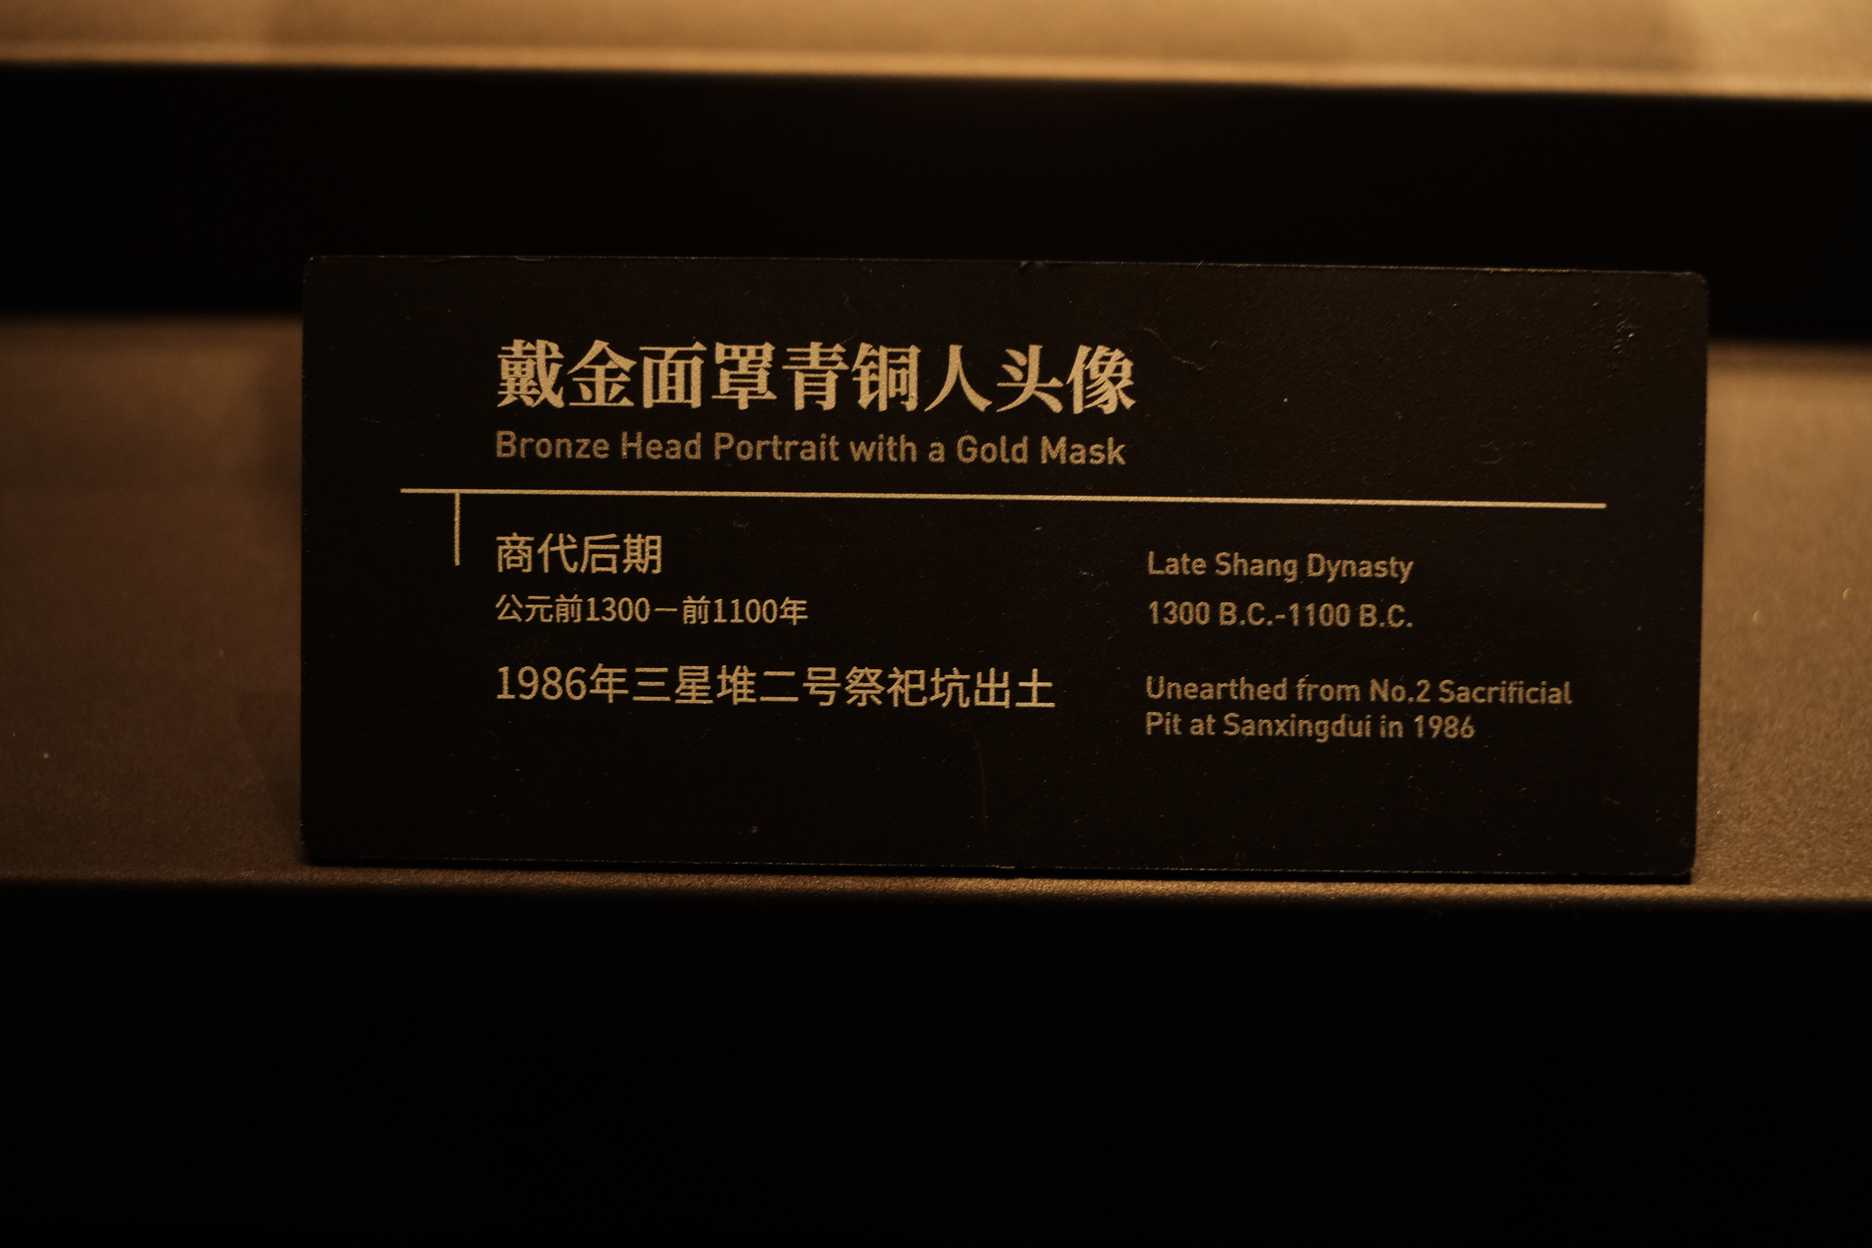 戴金面罩青铜人头像
Bronze Head Portrait with a Gold Mask
商代后期
公元前1300－前1100年
1986年三星堆二号祭祀坑出土
Late Shang Dynasty
1300 B.C.-1100 B.C.
Unearthed from No.2 Sacrificial
Pit at Sanxingdui in 1986